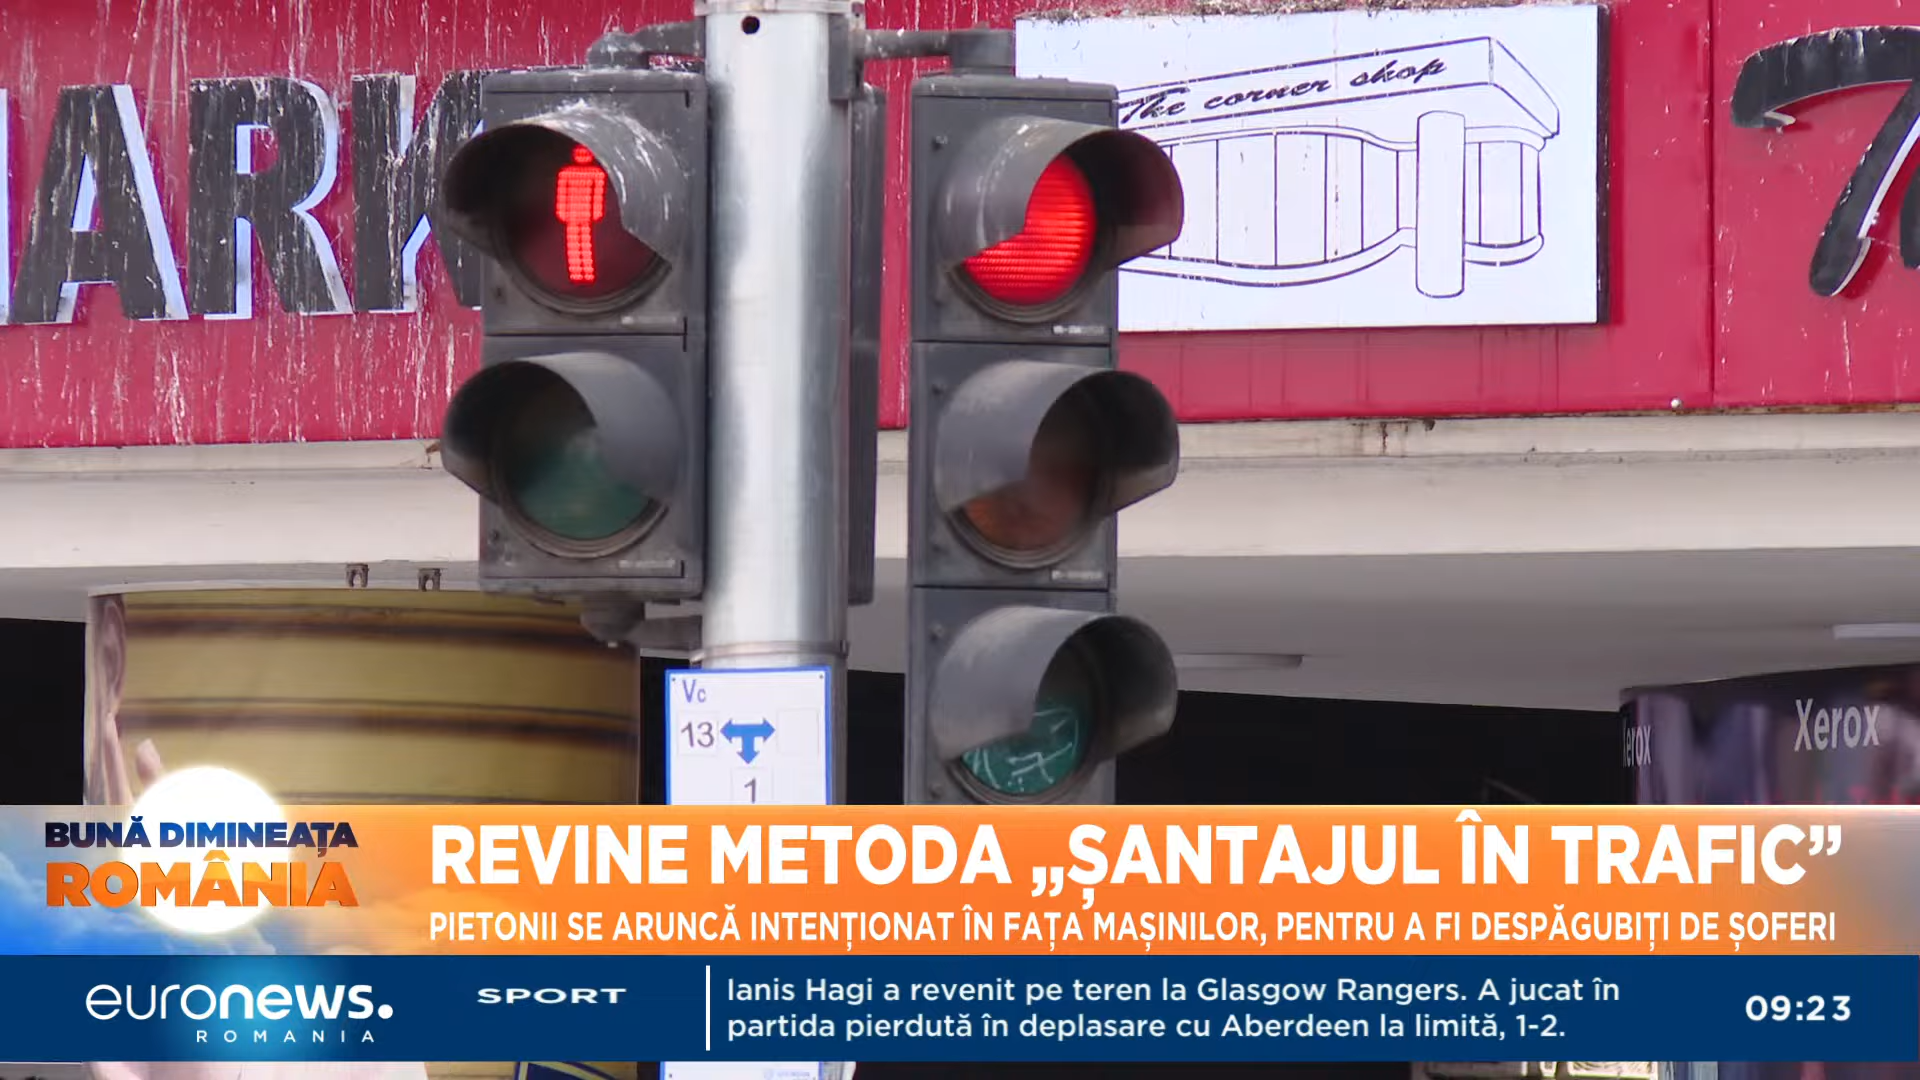 ARK
The corner shop
Vc
13
1
Xerox
Xerox
BUNĂ DIMINEAȚA
ROMÂNIA
REVINE METODA „ȘANTAJUL ÎN TRAFIC”
PIETONII SE ARUNCĂ INTENȚIONAT ÎN FAȚA MAȘINILOR, PENTRU A FI DESPĂGUBIȚI DE ȘOFERI
euronews.
ROMANIA
SPORT
Ianis Hagi a revenit pe teren la Glasgow Rangers. A jucat în
partida pierdută în deplasare cu Aberdeen la limită, 1-2.
09:23